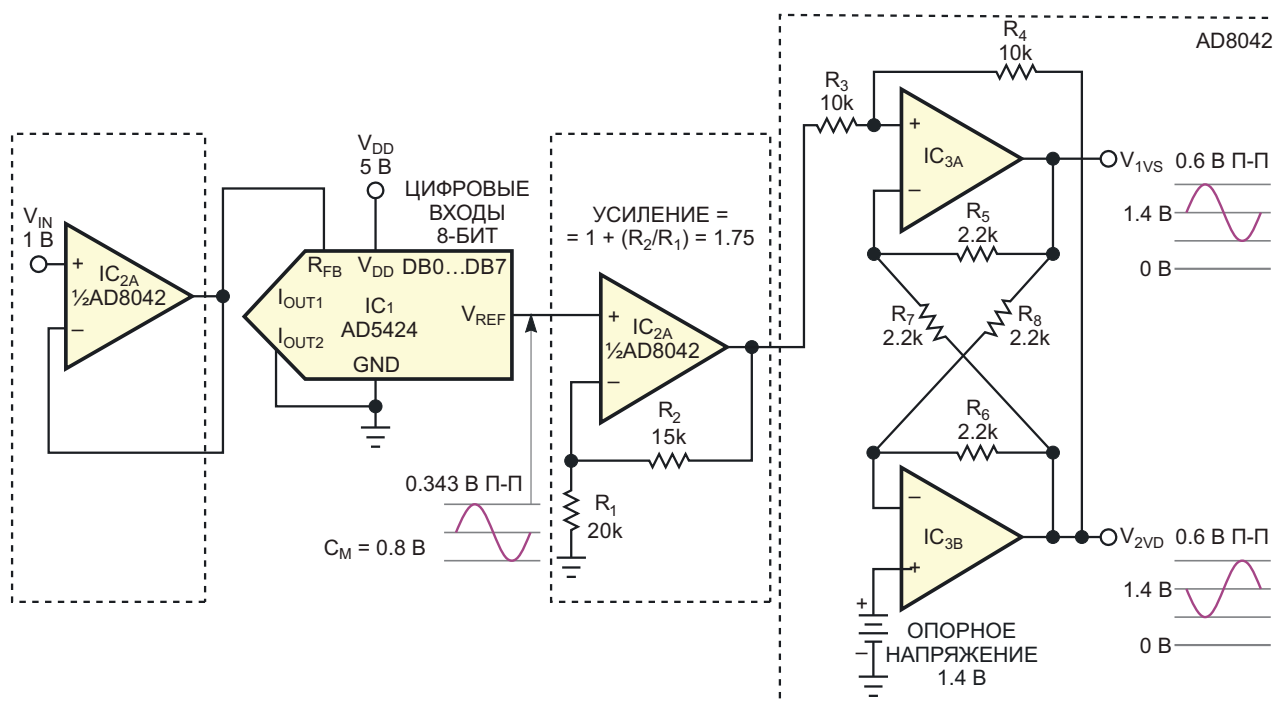 AD8042
R4
10k
R3
10k
+
IC3A
–
V1VS
0.6 В П-П
1.4 В
0 В
R5
2.2k
R7
2.2k
R8
2.2k
R6
2.2k
–
IC3B
+
V2VD
0.6 В П-П
1.4 В
0 В
+
–
ОПОРНОЕ
НАПРЯЖЕНИЕ
1.4 В
VIN
1 В
+
IC2A
½AD8042
–
VDD
5 В
ЦИФРОВЫЕ
ВХОДЫ
8-БИТ
RFB
VDD
DB0...DB7
IOUT1
IC1
AD5424
VREF
IOUT2
GND
0.343 В П-П
CM = 0.8 В
УСИЛЕНИЕ =
= 1 + (R2/R1) = 1.75
+
IC2A
½AD8042
–
R2
15k
R1
20k